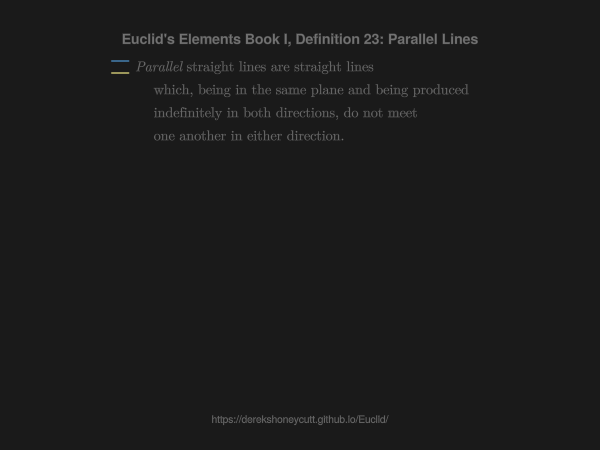 Euclid's Elements Book I, Definition 23: Parallel Lines
Parallel straight lines are straight lines
which, being in the same plane and being produced
indefinitely in both directions, do not meet
one another in either direction.
https://derekshoneycutt.github.io/Euclid/